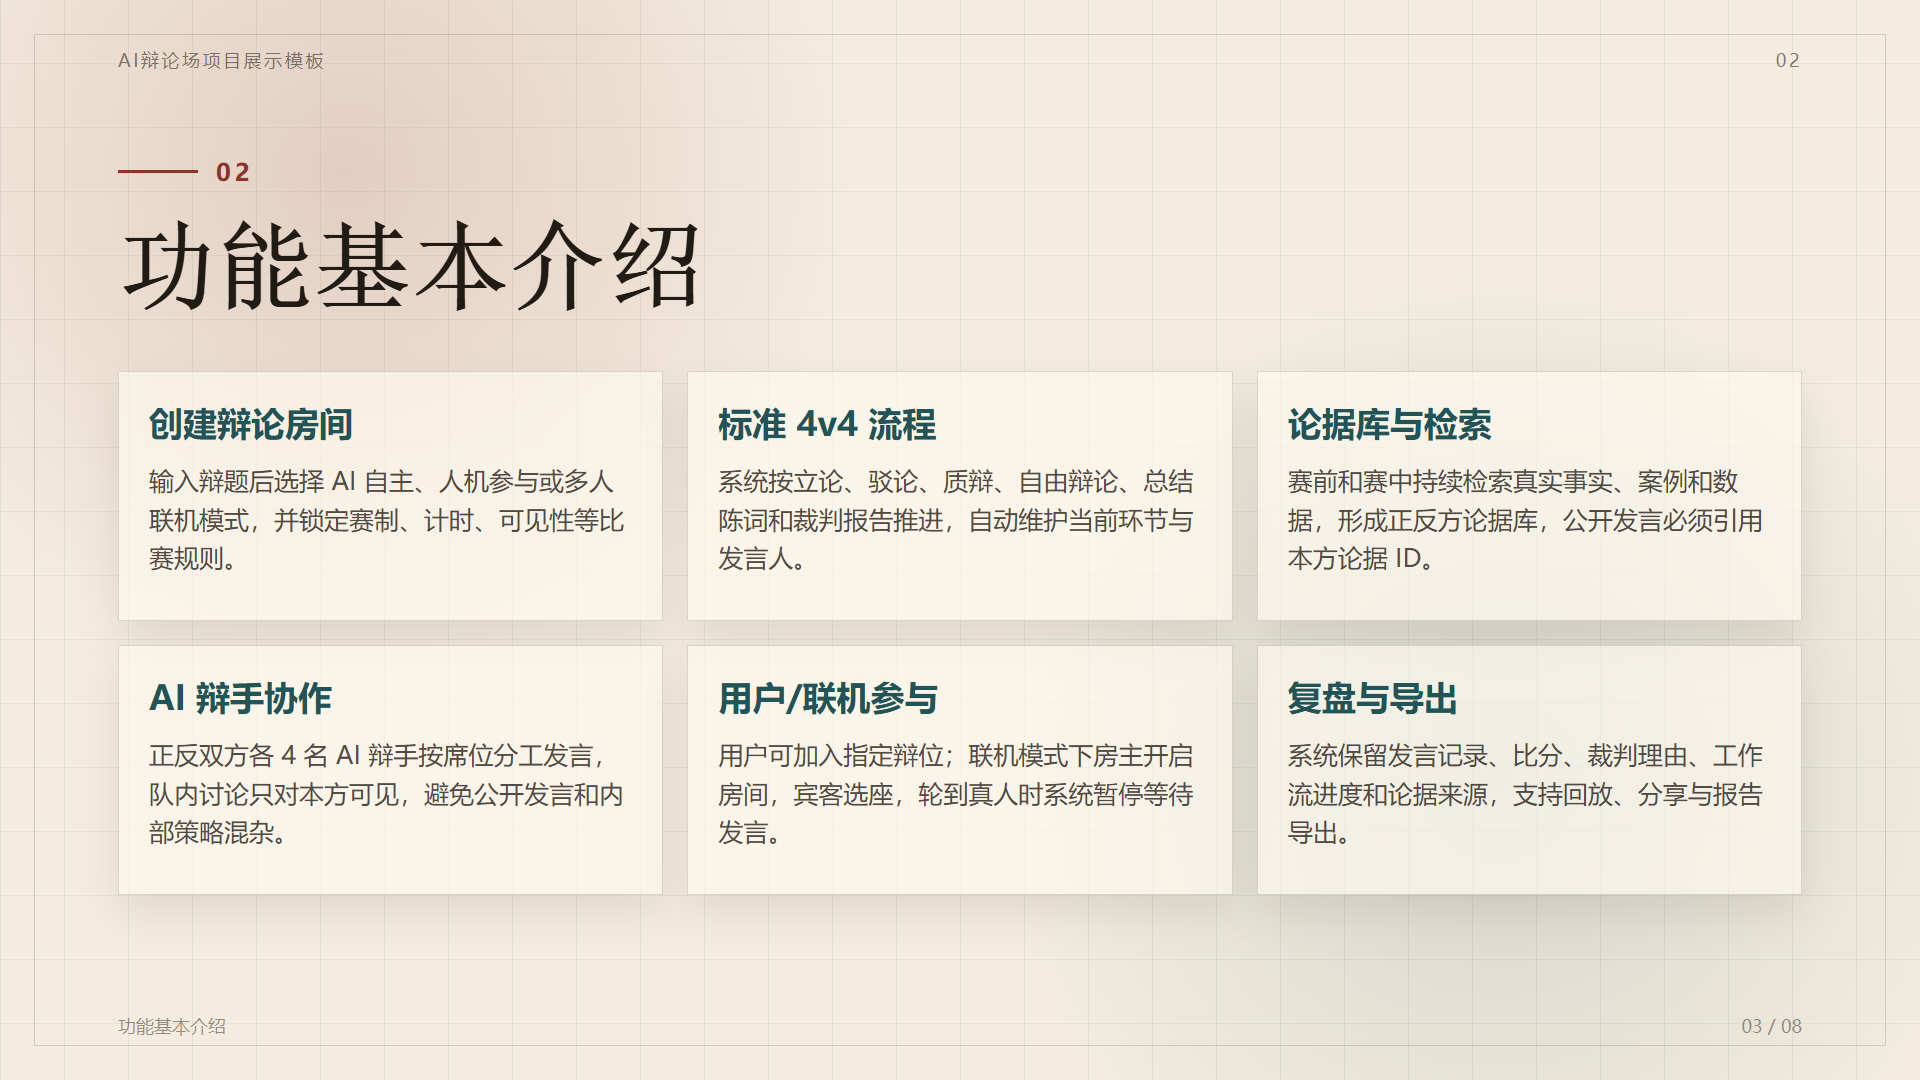 AI辩论场项目展示模板
02
02
功能基本介绍
创建辩论房间
输入辩题后选择 AI 自主、人机参与或多人
联机模式，并锁定赛制、计时、可见性等比
赛规则。
标准 4v4 流程
系统按立论、驳论、质辩、自由辩论、总结
陈词和裁判报告推进，自动维护当前环节与
发言人。
论据库与检索
赛前和赛中持续检索真实事实、案例和数
据，形成正反方论据库，公开发言必须引用
本方论据 ID。
AI 辩手协作
正反双方各 4 名 AI 辩手按席位分工发言，
队内讨论只对本方可见，避免公开发言和内
部策略混杂。
用户/联机参与
用户可加入指定辩位；联机模式下房主开启
房间，宾客选座，轮到真人时系统暂停等待
发言。
复盘与导出
系统保留发言记录、比分、裁判理由、工作
流进度和论据来源，支持回放、分享与报告
导出。
功能基本介绍
03 / 08